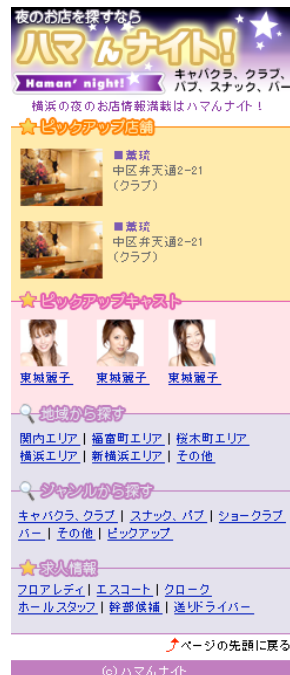 夜のお店を探すなら
ハマんナイト!
Haman' night!
キャバクラ、クラブ、
パブ、スナック、バー
横浜の夜のお店情報満載はハマんナイト！
ピックアップ店舗
■薫琉
中区弁天通2-21
(クラブ)
■薫琉
中区弁天通2-21
(クラブ)
ピックアップキャスト
東城麗子 東城麗子 東城麗子
地域から探す
関内エリア | 福富町エリア | 桜木町エリア
横浜エリア | 新横浜エリア | その他
ジャンルから探す
キャバクラ、クラブ | スナック、パブ | ショークラブ
バー | その他 | ピックアップ
求人情報
フロアレディ | エスコート | クローク
ホールスタッフ | 幹部候補 | 送りドライバー
ページの先頭に戻る
(c)ハマんナイト